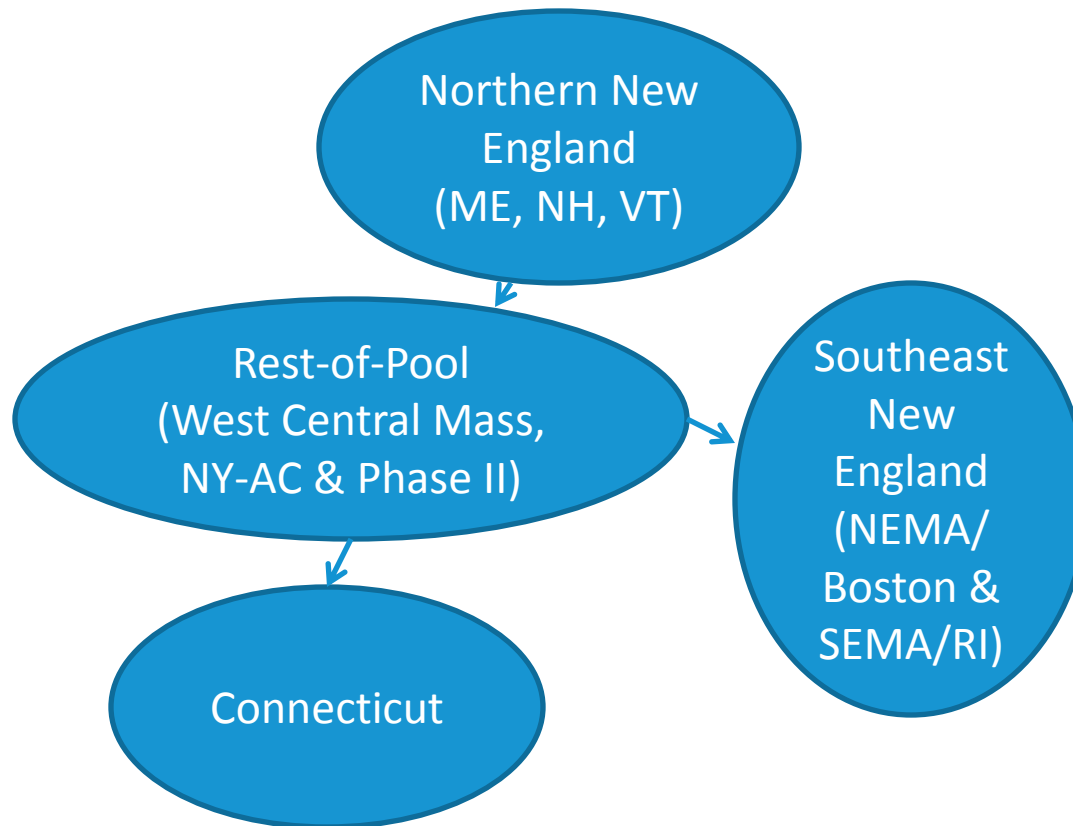 Northern New
England
(ME, NH, VT)
Rest-of-Pool
(West Central Mass,
NY-AC & Phase II)
Southeast
New
England
(NEMA/
Boston &
SEMA/RI)
Connecticut